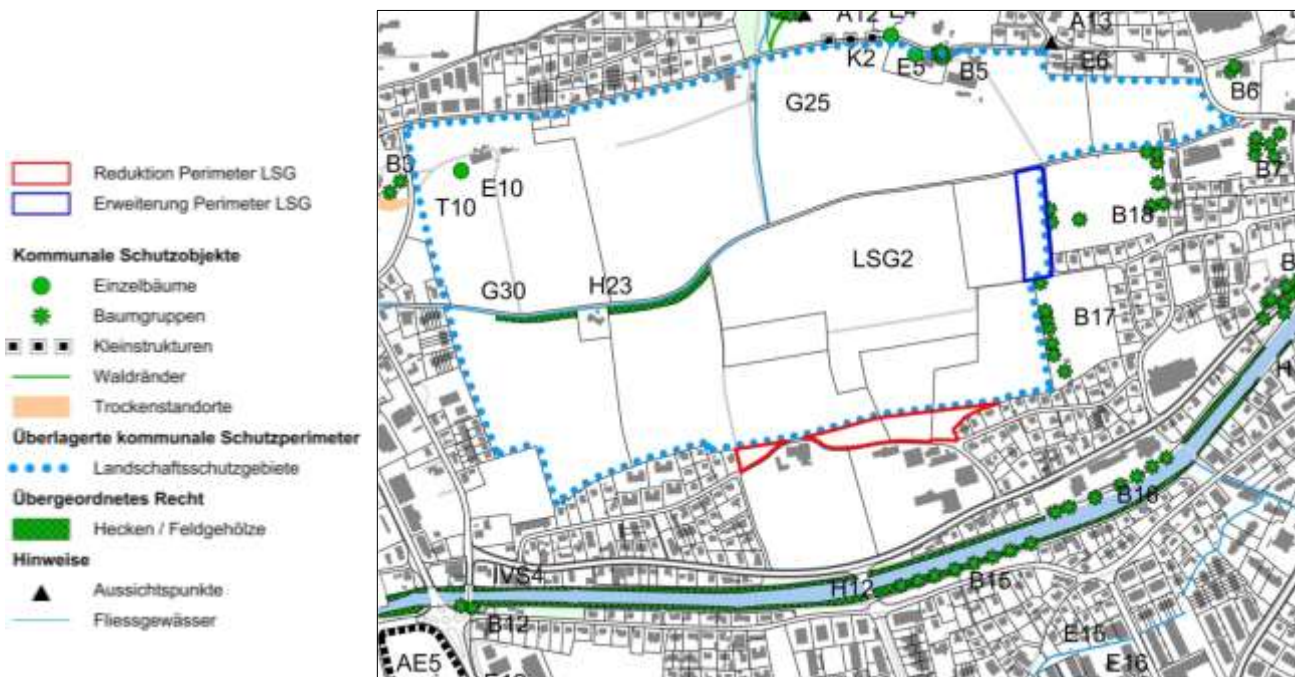 Reduktion Perimeter LSG
Erweiterung Perimeter LSG
Kommunale Schutzobjekte
Einzelbäume
Baumgruppen
Kleinstrukturen
Waldränder
Trockenstandorte
Überlagerte kommunale Schutzperimeter
Landschaftsschutzgebiete
Übergeordnetes Recht
Hecken / Feldgehölze
Hinweise
Aussichtspunkte
Fliessgewässer
A12
A13
K2
E5
B5
E6
B6
G25
B3
E10
B7
T10
B18
LSG2
G30
H23
B17
B16
IVS4
H12
B15
B12
E15
AE5
E16